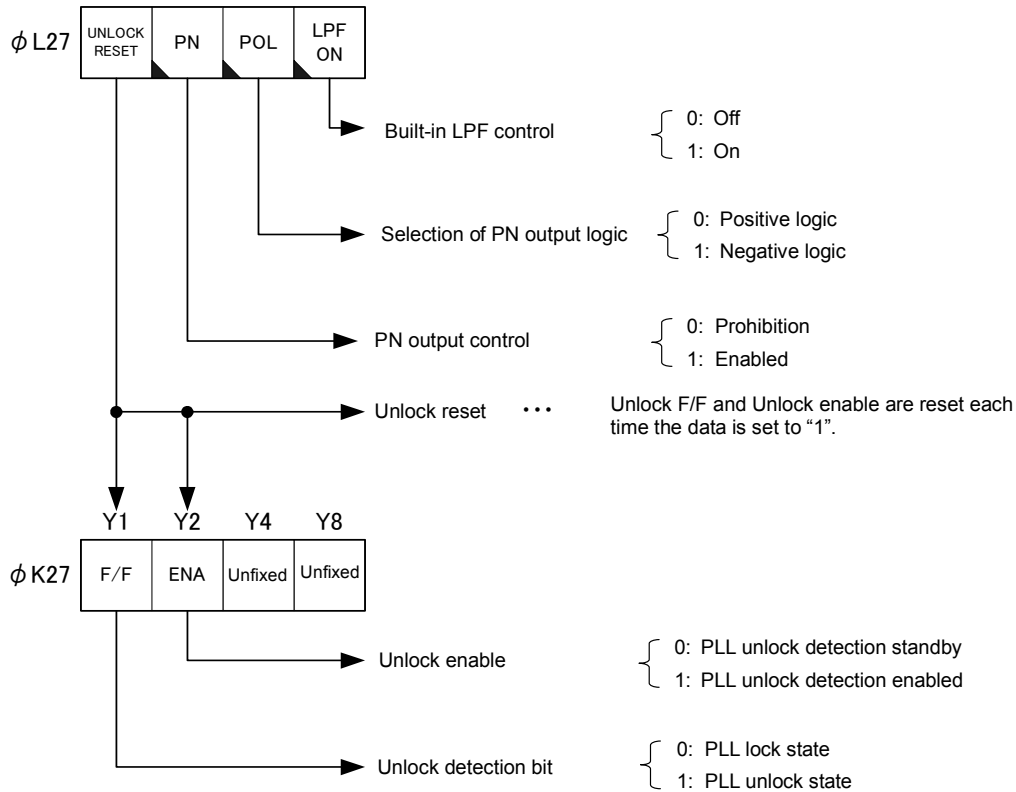 φL27
UNLOCK
RESET
PN
POL
LPF
ON
Built-in LPF control
0: Off
1: On
Selection of PN output logic
0: Positive logic
1: Negative logic
PN output control
0: Prohibition
1: Enabled
Unlock reset ･･･ Unlock F/F and Unlock enable are reset each
time the data is set to “1”.
Y1 Y2 Y4 Y8
φK27
F/F
ENA
Unfixed
Unfixed
Unlock enable
0: PLL unlock detection standby
1: PLL unlock detection enabled
Unlock detection bit
0: PLL lock state
1: PLL unlock state